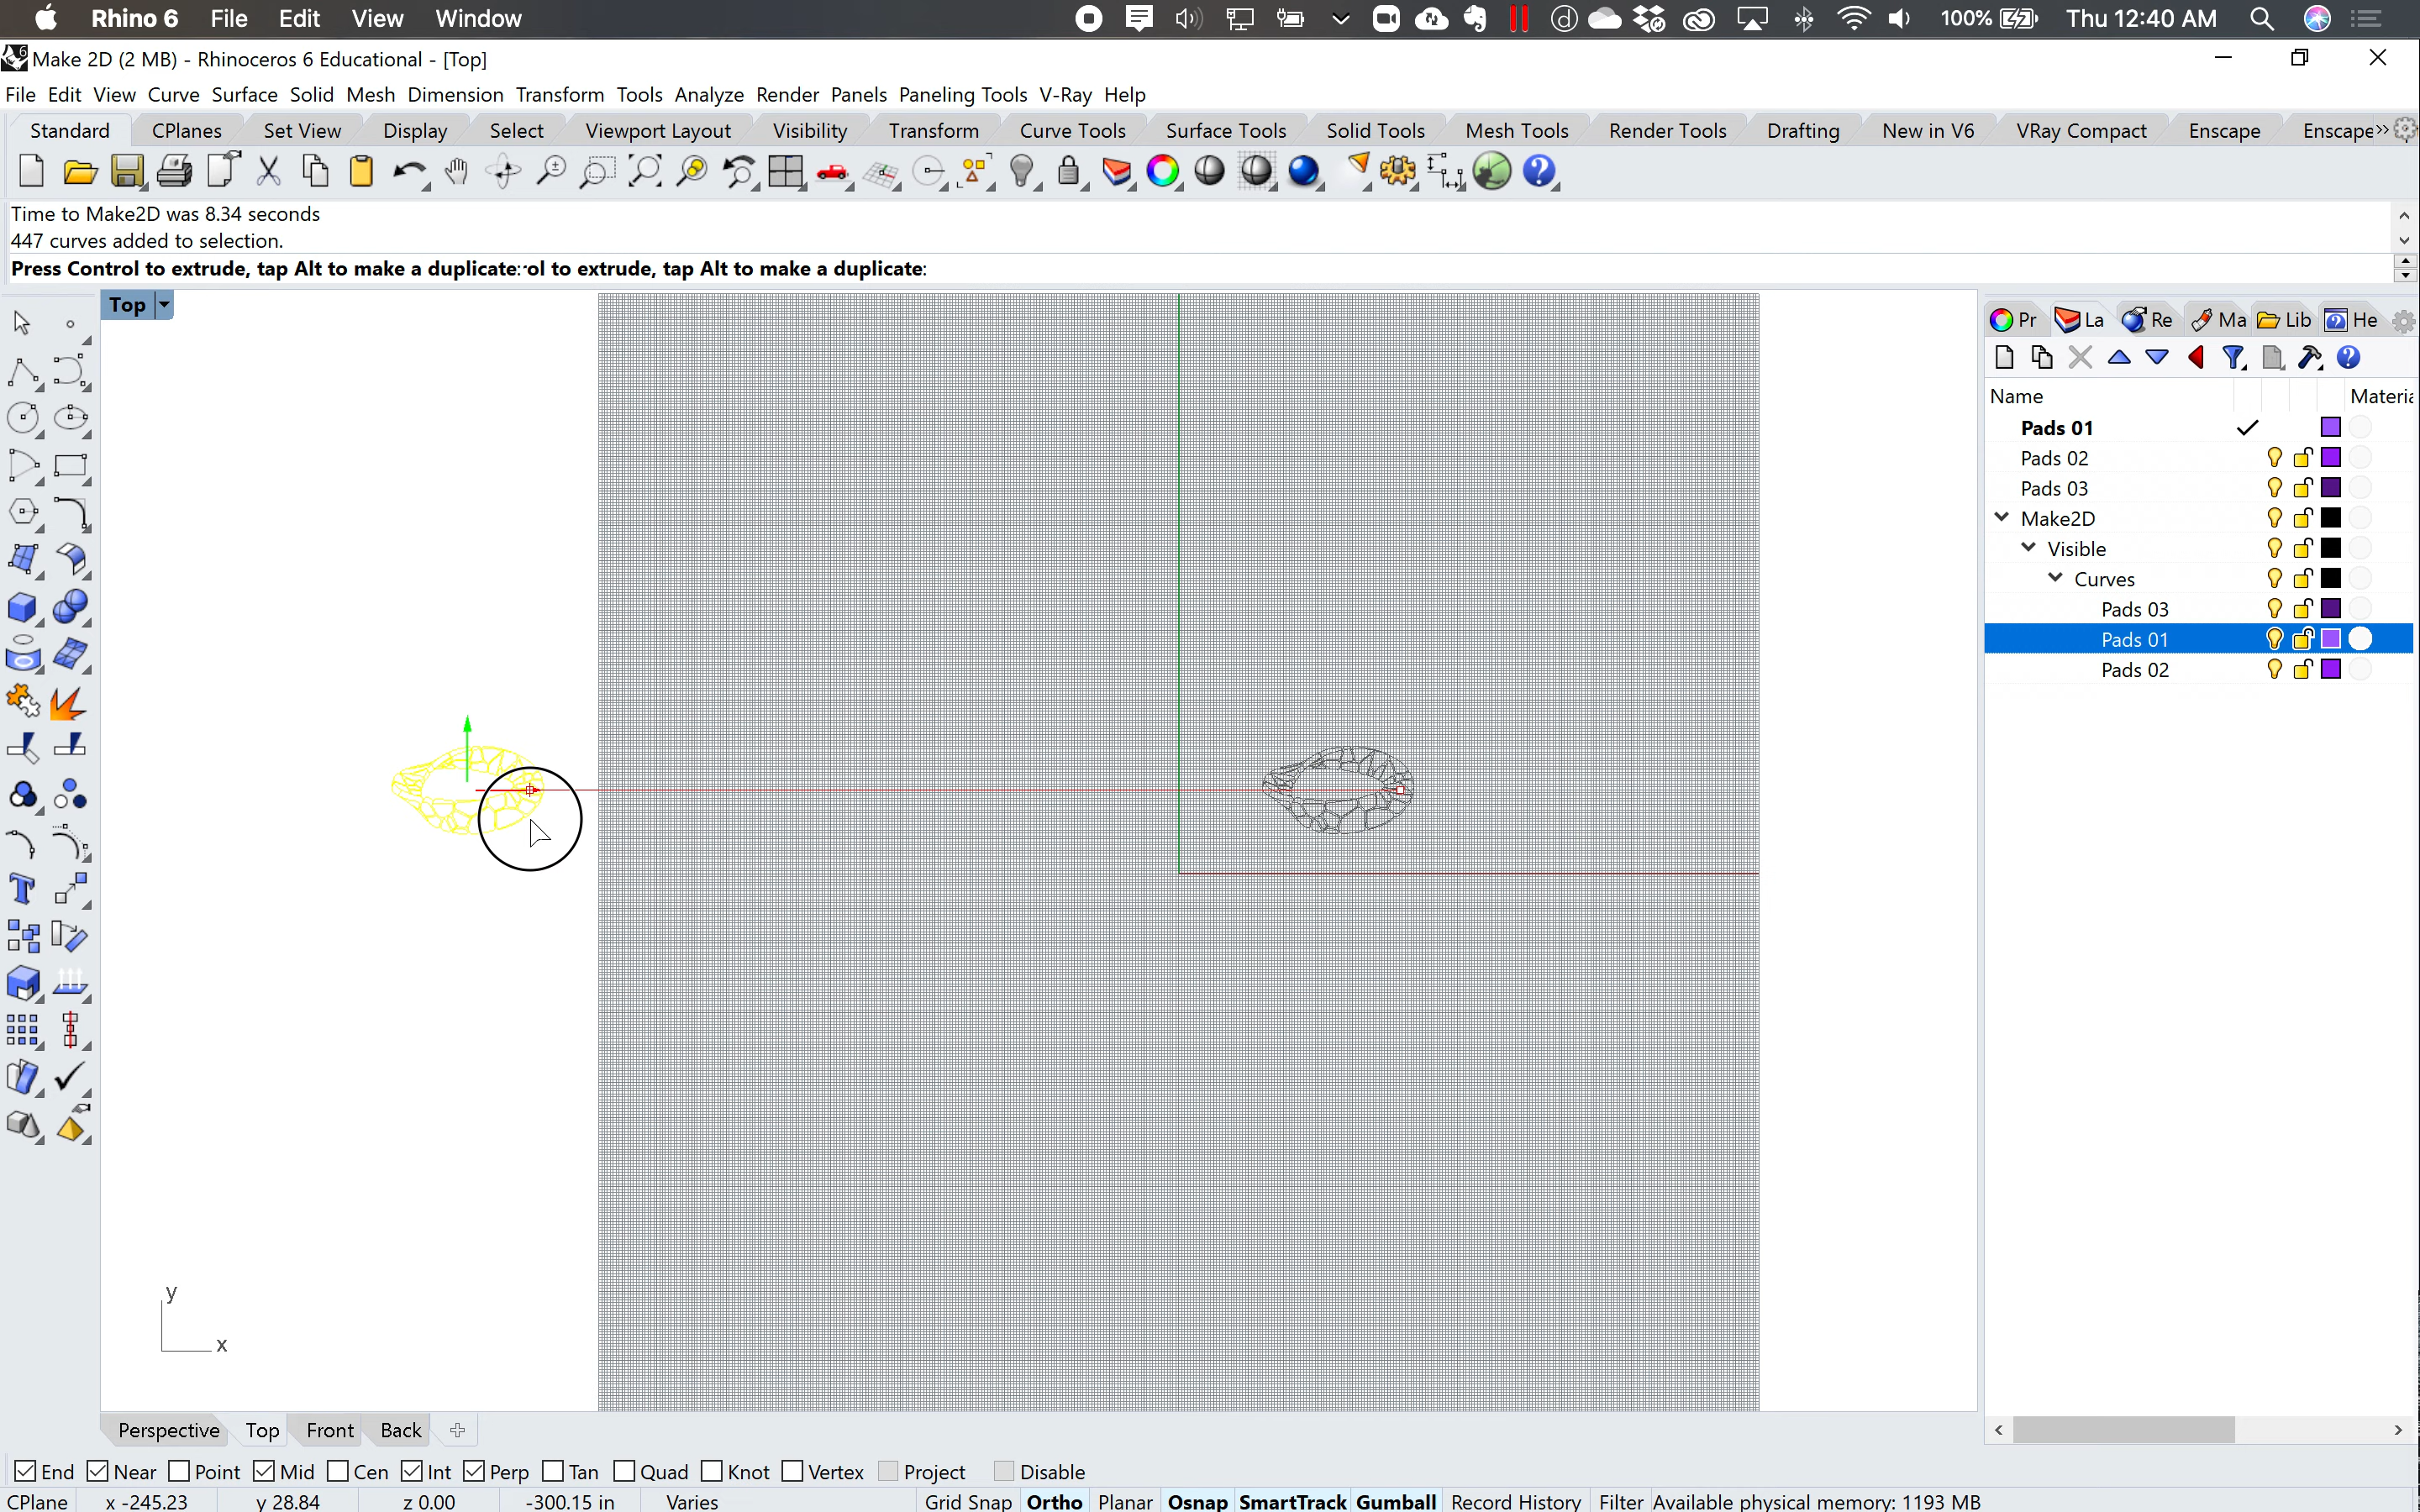 Rhino 6 File Edit View Window 100% Thu 12:40 AM
Make 2D (2 MB) - Rhinoceros 6 Educational - [Top]
File Edit View Curve Surface Solid Mesh Dimension Transform Tools Analyze Render Panels Paneling Tools V-Ray Help
Standard CPlanes Set View Display Select Viewport Layout Visibility Transform Curve Tools Surface Tools Solid Tools Mesh Tools Render Tools Drafting New in V6 VRay Compact Enscape Enscape
Time to Make2D was 8.34 seconds
447 curves added to selection.
Press Control to extrude, tap Alt to make a duplicate:ol to extrude, tap Alt to make a duplicate:
Top
Pr La Re Ma Lib He
Name Materia
Pads 01
Pads 02
Pads 03
Make2D
Visible
Curves
Pads 03
Pads 01
Pads 02
y
x
Perspective Top Front Back
End Near Point Mid Cen Int Perp Tan Quad Knot Vertex Project Disable
CPlane x -245.23 y 28.84 z 0.00 -300.15 in Varies Grid Snap Ortho Planar Osnap SmartTrack Gumball Record History Filter Available physical memory: 1193 MB